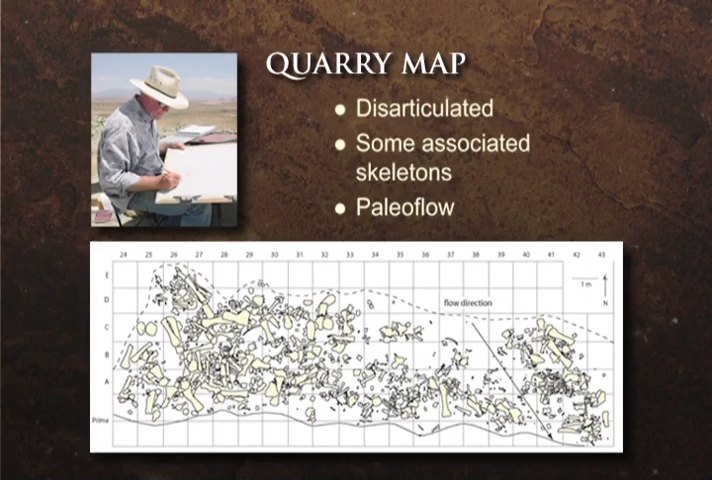 QUARRY MAP
● Disarticulated
● Some associated
skeletons
● Paleoflow
24 25 26 27 28 29 30 31 32 33 34 35 36 37 38 39 40 41 42 43
E
1 m
D
flow direction
N
C
B
A
Prime